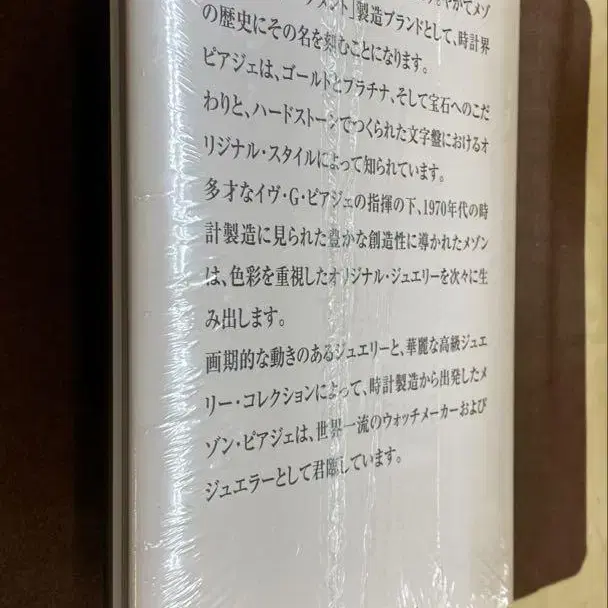 メント」製造ブランドとして、時計界
の歴史にその名を刻むことになります。
ピアジェは、ゴールドとプラチナ、そして宝石へのこだ
わりと、ハードストーンでつくられた文字盤におけるオ
リジナル・スタイルによって知られています。
多才なイヴ・G・ピアジェの指揮の下、1970年代の時
計製造に見られた豊かな創造性に導かれたメゾン
は、色彩を重視したオリジナル・ジュエリーを次々に生
み出します。
画期的な動きのあるジュエリーと、華麗な高級ジュエ
リー・コレクションによって、時計製造から出発したメ
ゾン・ピアジェは、世界一流のウォッチメーカーおよび
ジュエラーとして君臨しています。